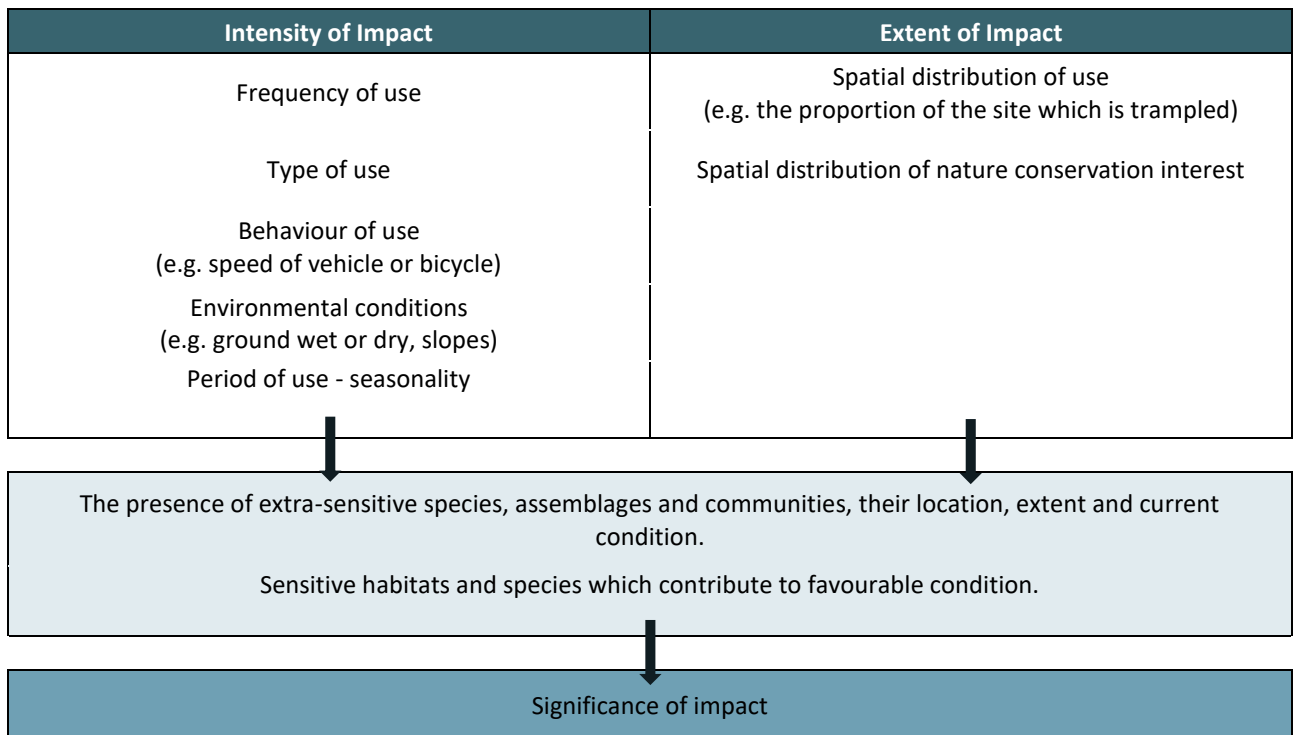 Intensity of Impact
Extent of Impact
Frequency of use
Spatial distribution of use
(e.g. the proportion of the site which is trampled)
Type of use
Spatial distribution of nature conservation interest
Behaviour of use
(e.g. speed of vehicle or bicycle)
Environmental conditions
(e.g. ground wet or dry, slopes)
Period of use - seasonality
The presence of extra-sensitive species, assemblages and communities, their location, extent and current
condition.
Sensitive habitats and species which contribute to favourable condition.
Significance of impact